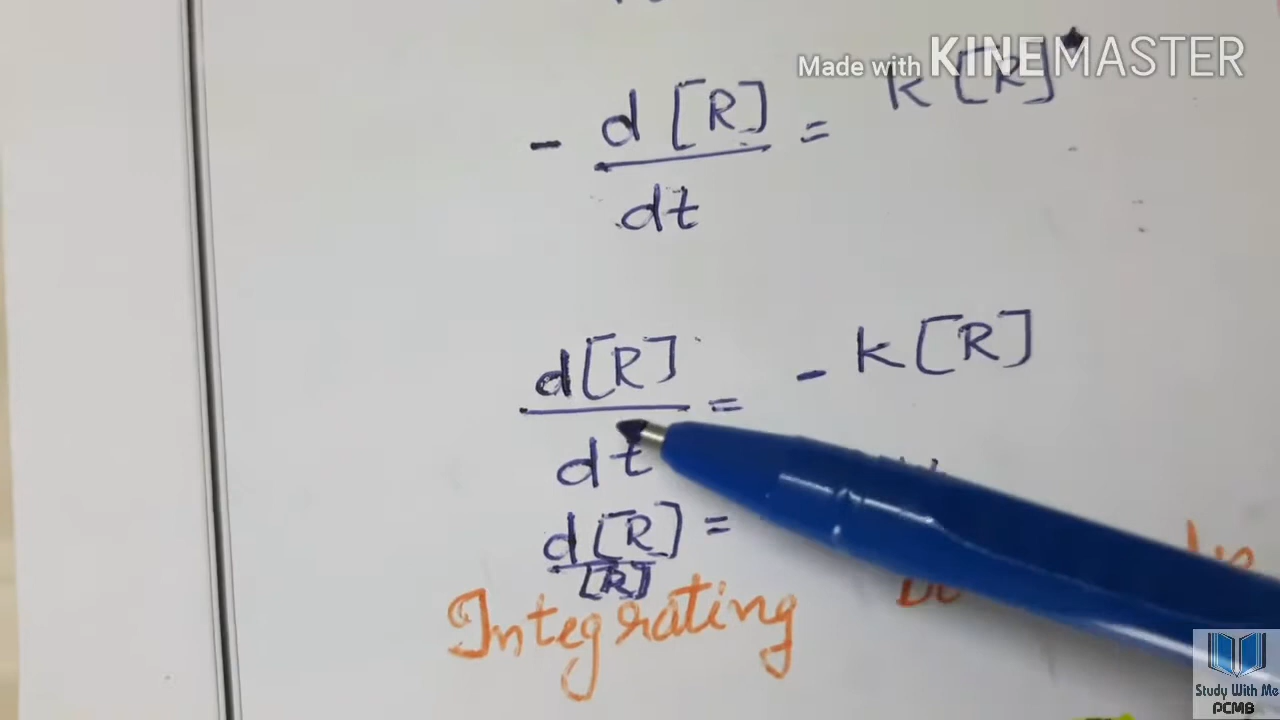 Made with KINEMASTER
- d[R]/dt = k[R]
d[R]/dt = - k[R]
d[R]/[R] =
Integrating
Study With Me
PCMB